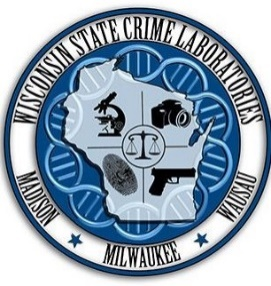 WISCONSIN STATE CRIME LABORATORIES
MADISON
MILWAUKEE
WAUSAU